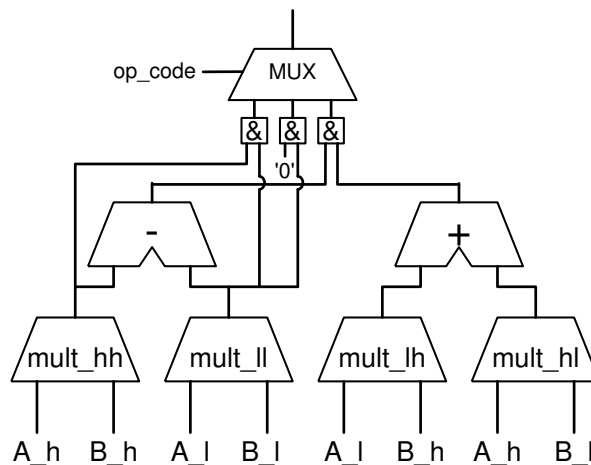 op_code MUX
& & &
'0'
- +
mult_hh mult_ll mult_lh mult_hl
A_h B_h A_l B_l A_l B_h A_h B_l